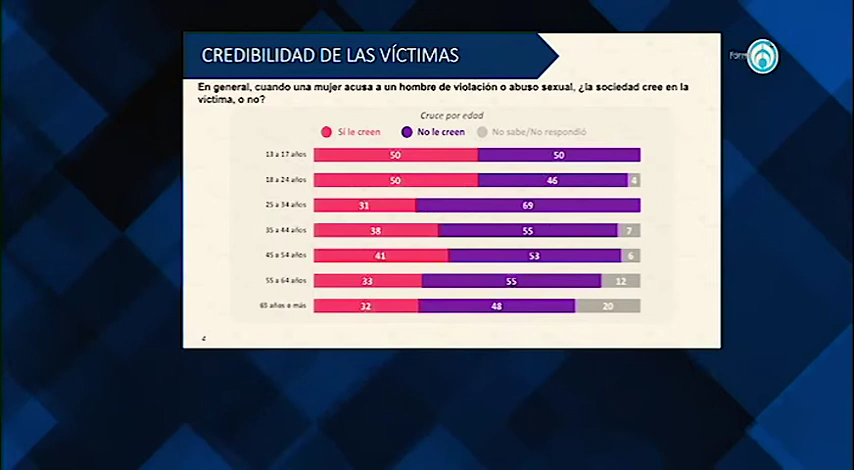 CREDIBILIDAD DE LAS VÍCTIMAS
En general, cuando una mujer acusa a un hombre de violación o abuso sexual, ¿la sociedad cree en la
víctima, o no?
Cruce por edad
Sí le creen No le creen No sabe/No respondió
13 a 17 años 50 50
18 a 24 años 50 46 4
25 a 34 años 31 69
35 a 44 años 38 55 7
45 a 54 años 41 53 6
55 a 64 años 33 55 12
65 años o más 32 48 20